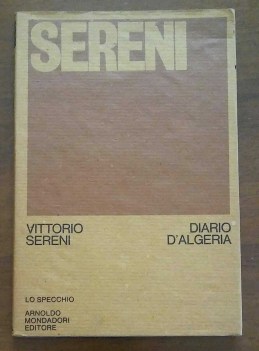 SERENI
VITTORIO
SERENI
DIARIO
D'ALGERIA
LO SPECCHIO
ARNOLDO
MONDADORI
EDITORE